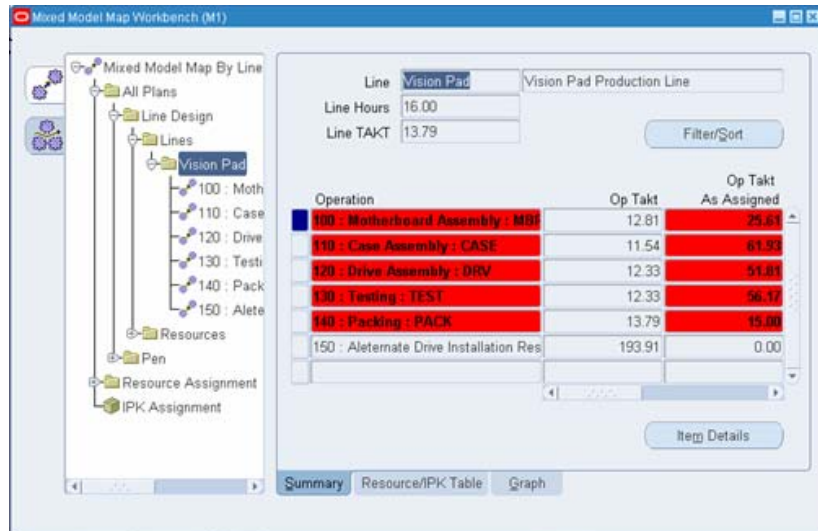 Mixed Model Map Workbench (M1)
Mixed Model Map By Line
All Plans
Line Design
Lines
Vision Pad
100 : Moth
110 : Case
120 : Drive
130 : Testi
140 : Pack
150 : Alete
Resources
Pen
Resource Assignment
IPK Assignment
Line Vision Pad Vision Pad Production Line
Line Hours 16.00
Line TAKT 13.79
Filter/Sort
Operation Op Takt Op Takt As Assigned
100 : Motherboard Assembly : MBF 12.81 25.61
110 : Case Assembly : CASE 11.54 61.93
120 : Drive Assembly : DRV 12.33 51.81
130 : Testing : TEST 12.33 56.17
140 : Packing : PACK 13.79 15.00
150 : Aleternate Drive Installation Res 193.91 0.00
Item Details
Summary Resource/IPK Table Graph